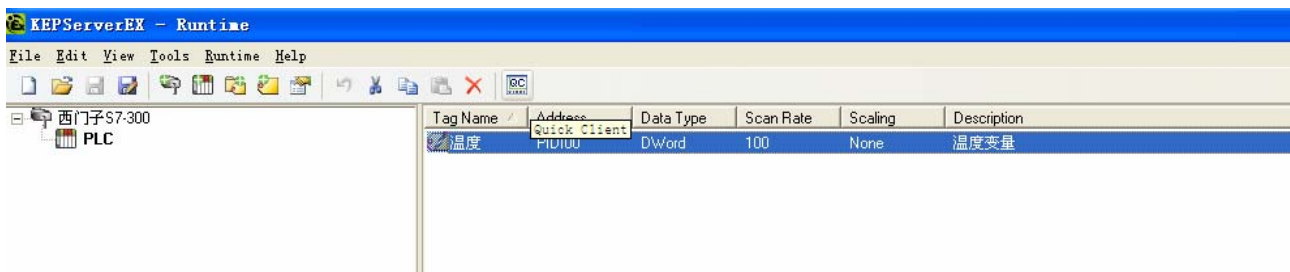 KEPServerEX - Runtime
File Edit View Tools Runtime Help
QC
西门子S7-300
PLC
Tag Name Address Data Type Scan Rate Scaling Description
Quick Client
温度 PID100 DWord 100 None 温度变量